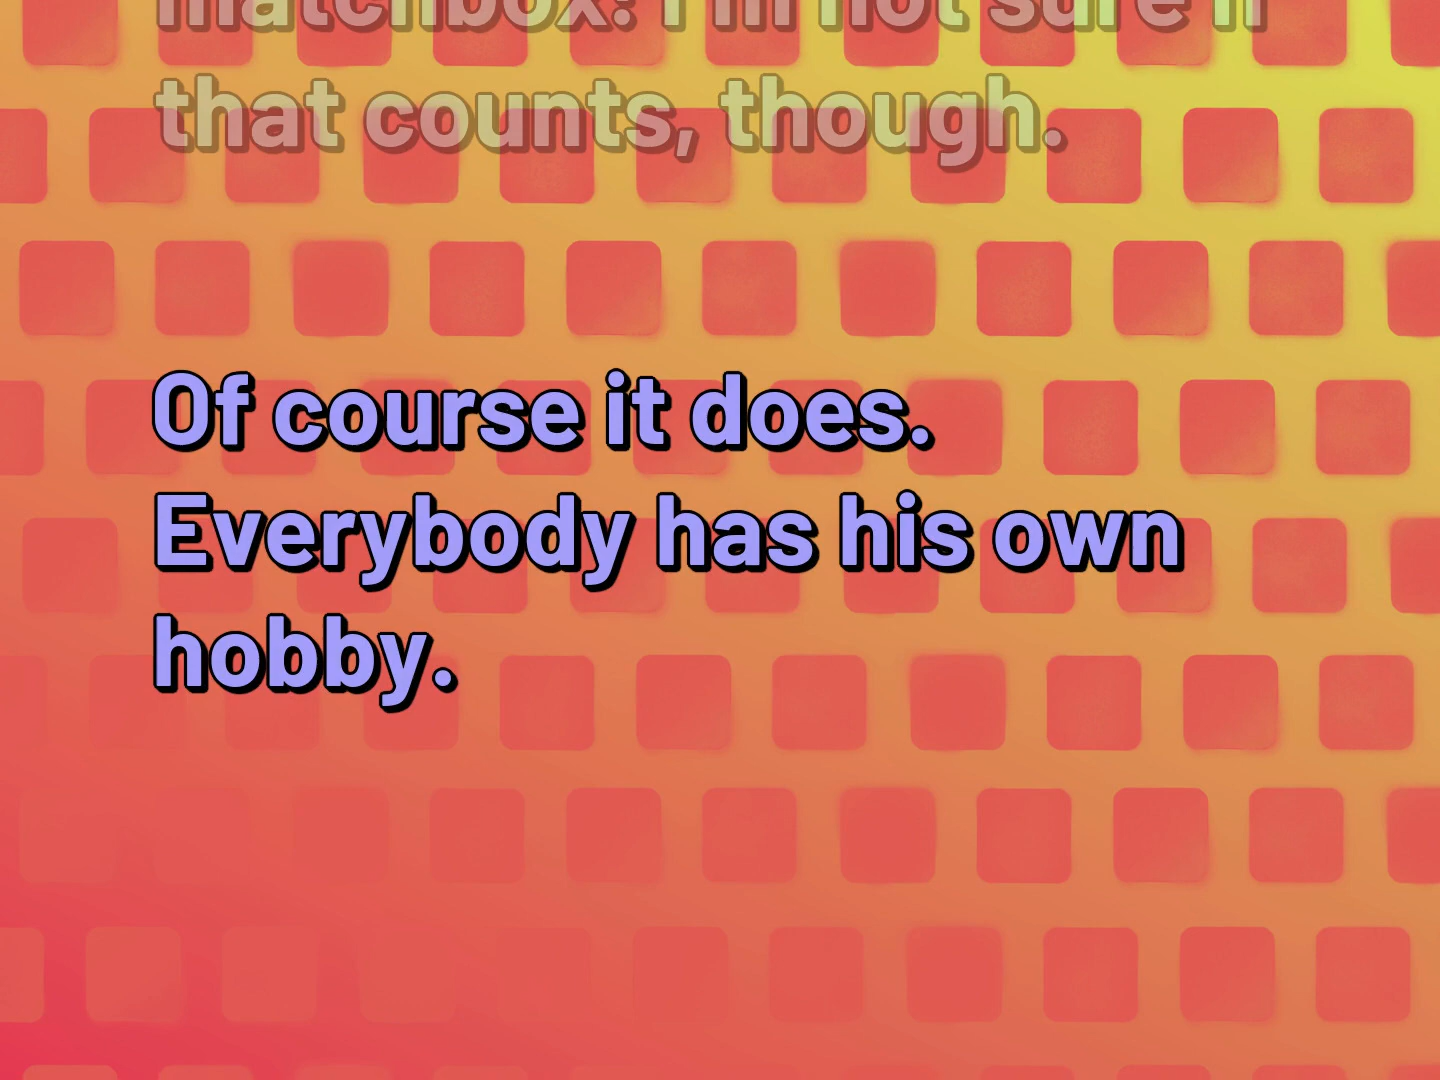 matchbox! I'm not sure if
that counts, though.
Of course it does.
Everybody has his own
hobby.